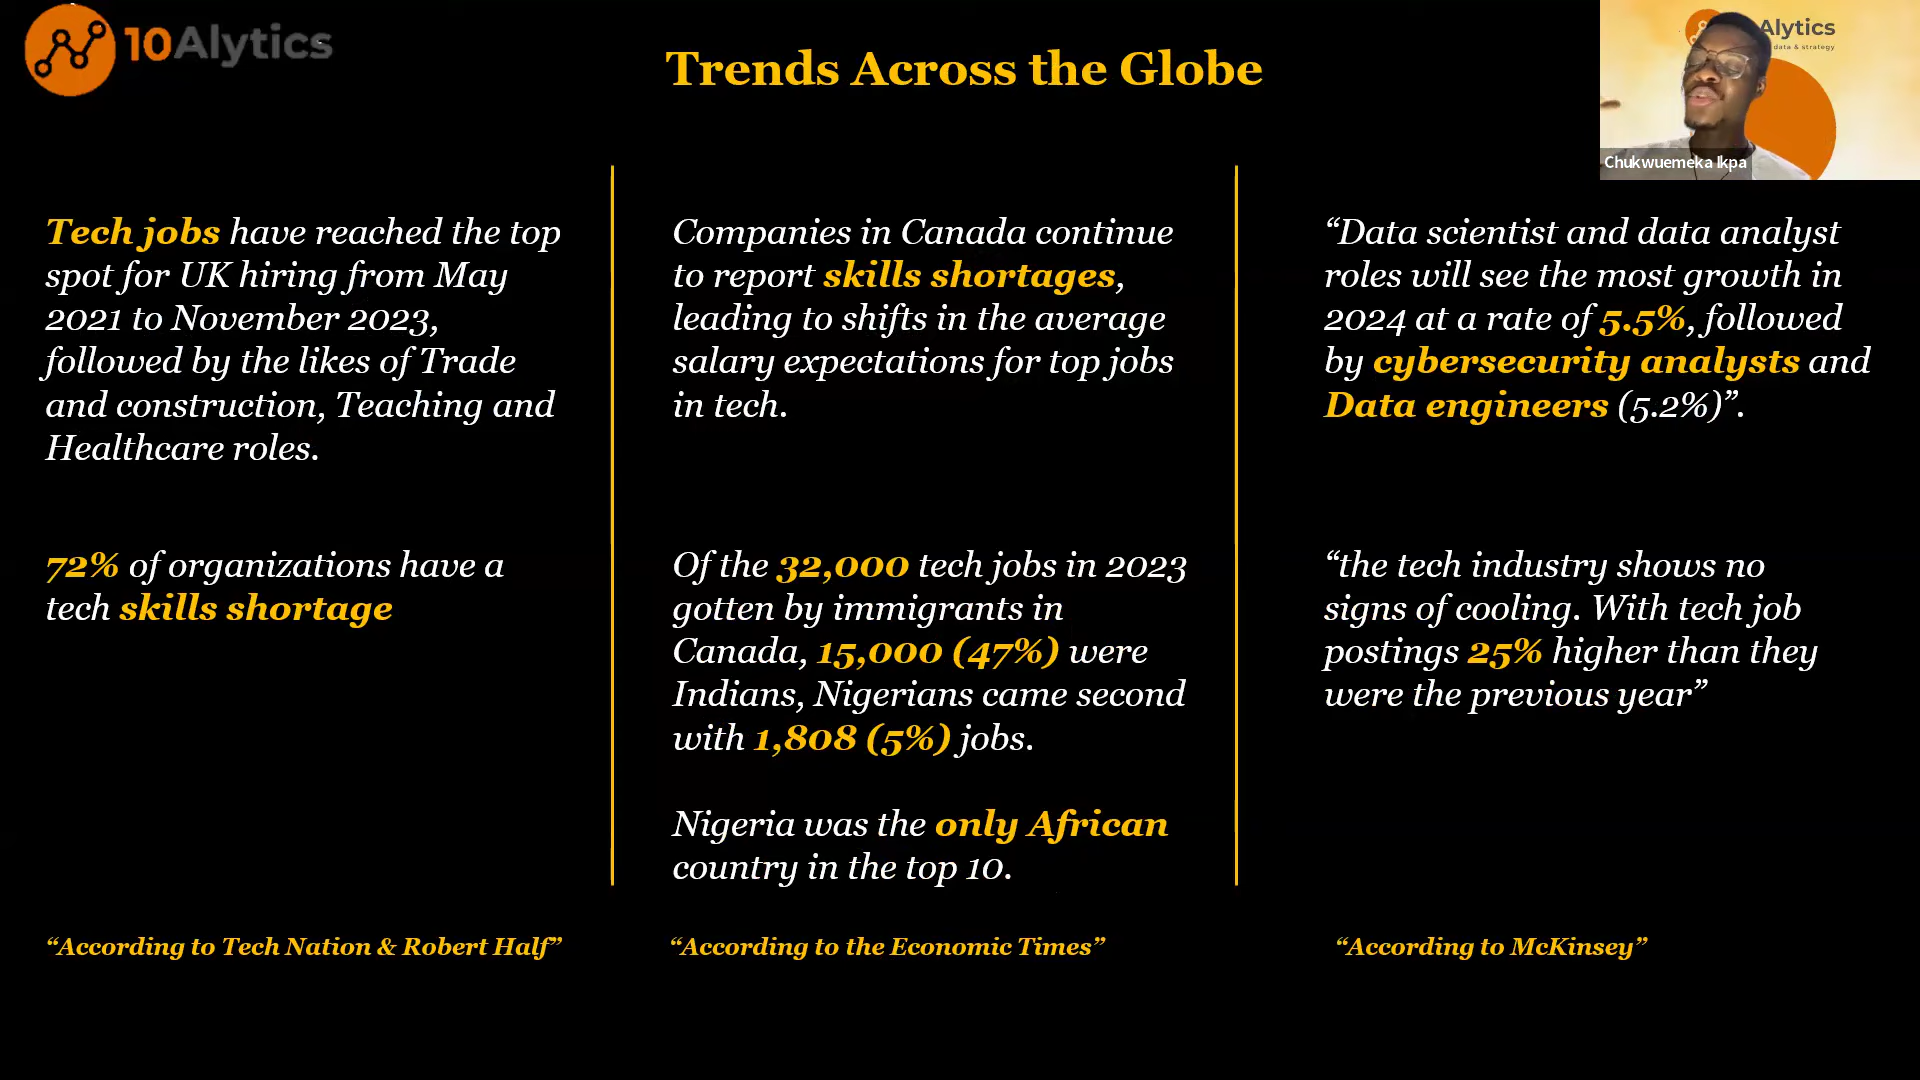 10Alytics
Trends Across the Globe
Alytics
data & strategy
Chukwuemeka Ikpa
Tech jobs have reached the top
spot for UK hiring from May
2021 to November 2023,
followed by the likes of Trade
and construction, Teaching and
Healthcare roles.
72% of organizations have a
tech skills shortage
“According to Tech Nation & Robert Half”
Companies in Canada continue
to report skills shortages,
leading to shifts in the average
salary expectations for top jobs
in tech.
Of the 32,000 tech jobs in 2023
gotten by immigrants in
Canada, 15,000 (47%) were
Indians, Nigerians came second
with 1,808 (5%) jobs.
Nigeria was the only African
country in the top 10.
“According to the Economic Times”
“Data scientist and data analyst
roles will see the most growth in
2024 at a rate of 5.5%, followed
by cybersecurity analysts and
Data engineers (5.2%)”.
“the tech industry shows no
signs of cooling. With tech job
postings 25% higher than they
were the previous year”
“According to McKinsey”